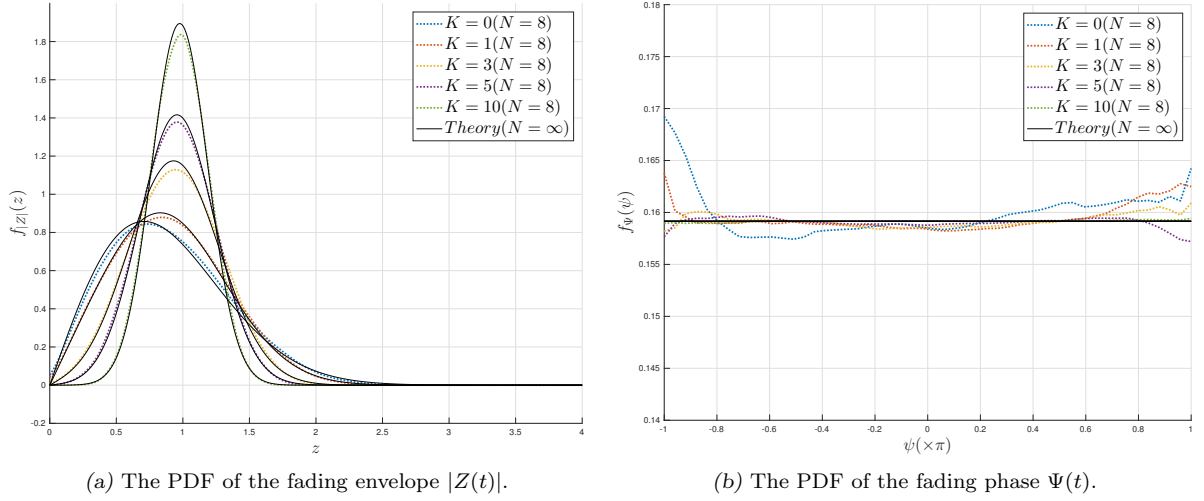 K = 0(N = 8)
K = 1(N = 8)
K = 3(N = 8)
K = 5(N = 8)
K = 10(N = 8)
Theory(N = ∞)
1.8
1.6
1.4
1.2
1
0.8
0.6
0.4
0.2
0
-0.2
f|Z|(z)
0
0.5
1
1.5
2
2.5
3
3.5
4
z
(a) The PDF of the fading envelope |Z(t)|.
K = 0(N = 8)
K = 1(N = 8)
K = 3(N = 8)
K = 5(N = 8)
K = 10(N = 8)
Theory(N = ∞)
0.18
0.175
0.17
0.165
0.16
0.155
0.15
0.145
0.14
fΨ(ψ)
-1
-0.8
-0.6
-0.4
-0.2
0
0.2
0.4
0.6
0.8
1
ψ(×π)
(b) The PDF of the fading phase Ψ(t).